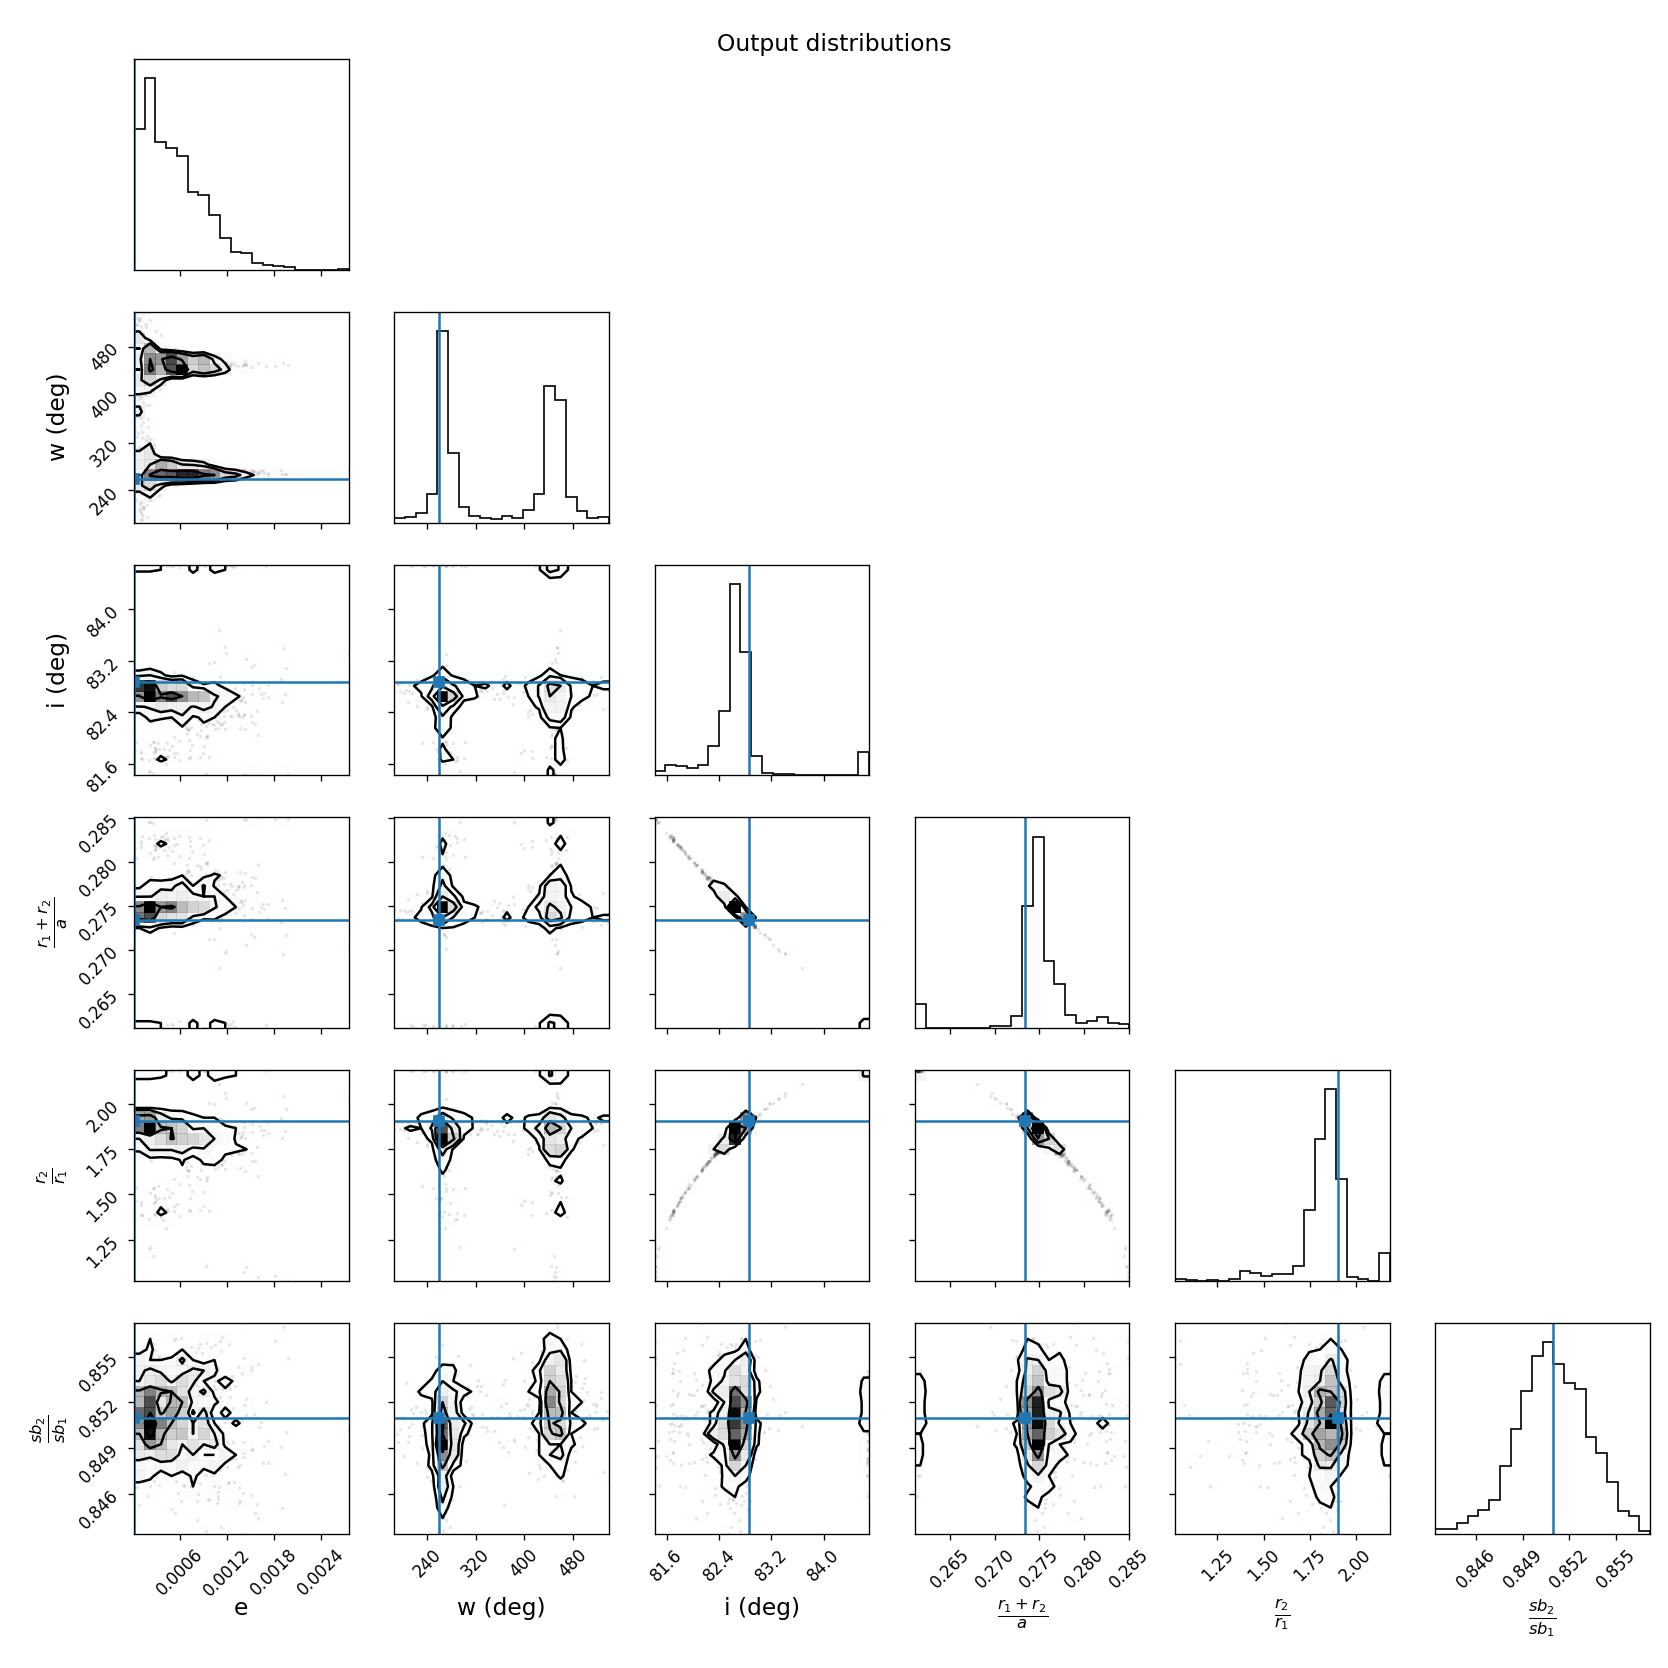 Output distributions
w (deg)
480
400
320
240
i (deg)
84.0
83.2
82.4
81.6
r1 + r2
a
0.285
0.280
0.275
0.270
0.265
r2
r1
2.00
1.75
1.50
1.25
sb2
sb1
0.855
0.852
0.849
0.846
0.0006 0.0012 0.0018 0.0024
240 320 400 480
81.6 82.4 83.2 84.0
0.265 0.270 0.275 0.280 0.285
1.25 1.50 1.75 2.00
0.846 0.849 0.852 0.855
e
w (deg)
i (deg)
r1 + r2
a
r2
r1
sb2
sb1